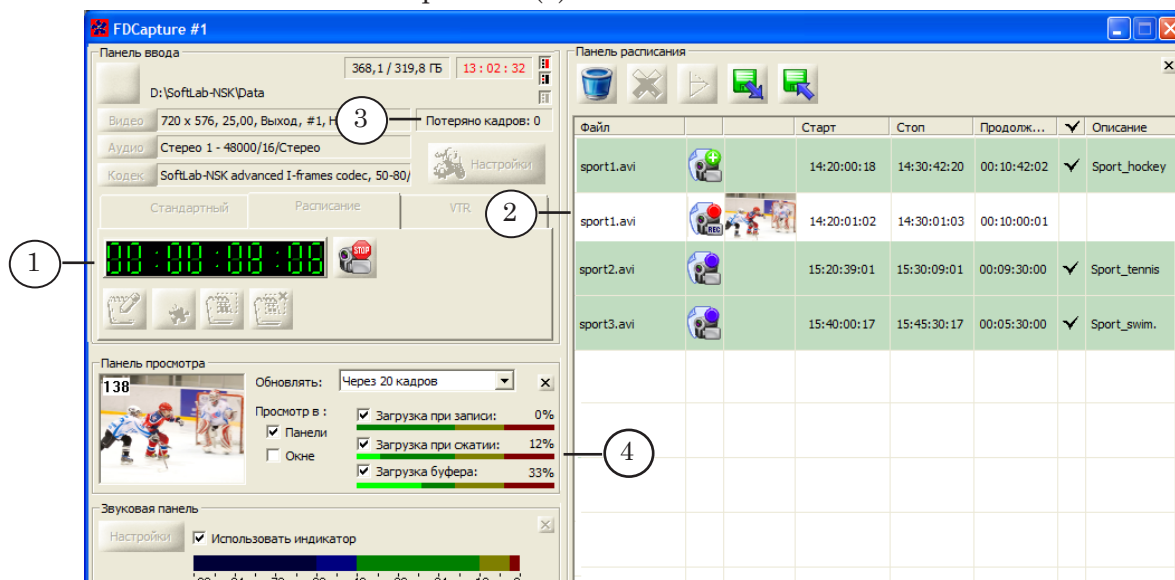 FDCapture #1
Панель ввода
368,1 / 319,8 ГБ
13 : 02 : 32
D:\SoftLab-NSK\Data
Видео
720 x 576, 25,00, Выход, #1, Н
3
Потеряно кадров: 0
Аудио
Стерео 1 - 48000/16/Стерео
Настройки
Кодек
SoftLab-NSK advanced I-frames codec, 50-80/
Стандартный
Расписание
VTR
2
1
00:00:08:06
STOP
Панель просмотра
138
Обновлять:
Через 20 кадров
Просмотр в :
Панели
Окне
Загрузка при записи: 0%
Загрузка при сжатии: 12%
Загрузка буфера: 33%
4
Звуковая панель
Настройки
Использовать индикатор
Панель расписания
Файл Старт Стоп Продолж... Описание
sport1.avi 14:20:00:18 14:30:42:20 00:10:42:02 Sport_hockey
sport1.avi REC 14:20:01:02 14:30:01:03 00:10:00:01
sport2.avi 15:20:39:01 15:30:09:01 00:09:30:00 Sport_tennis
sport3.avi 15:40:00:17 15:45:30:17 00:05:30:00 Sport_swim.